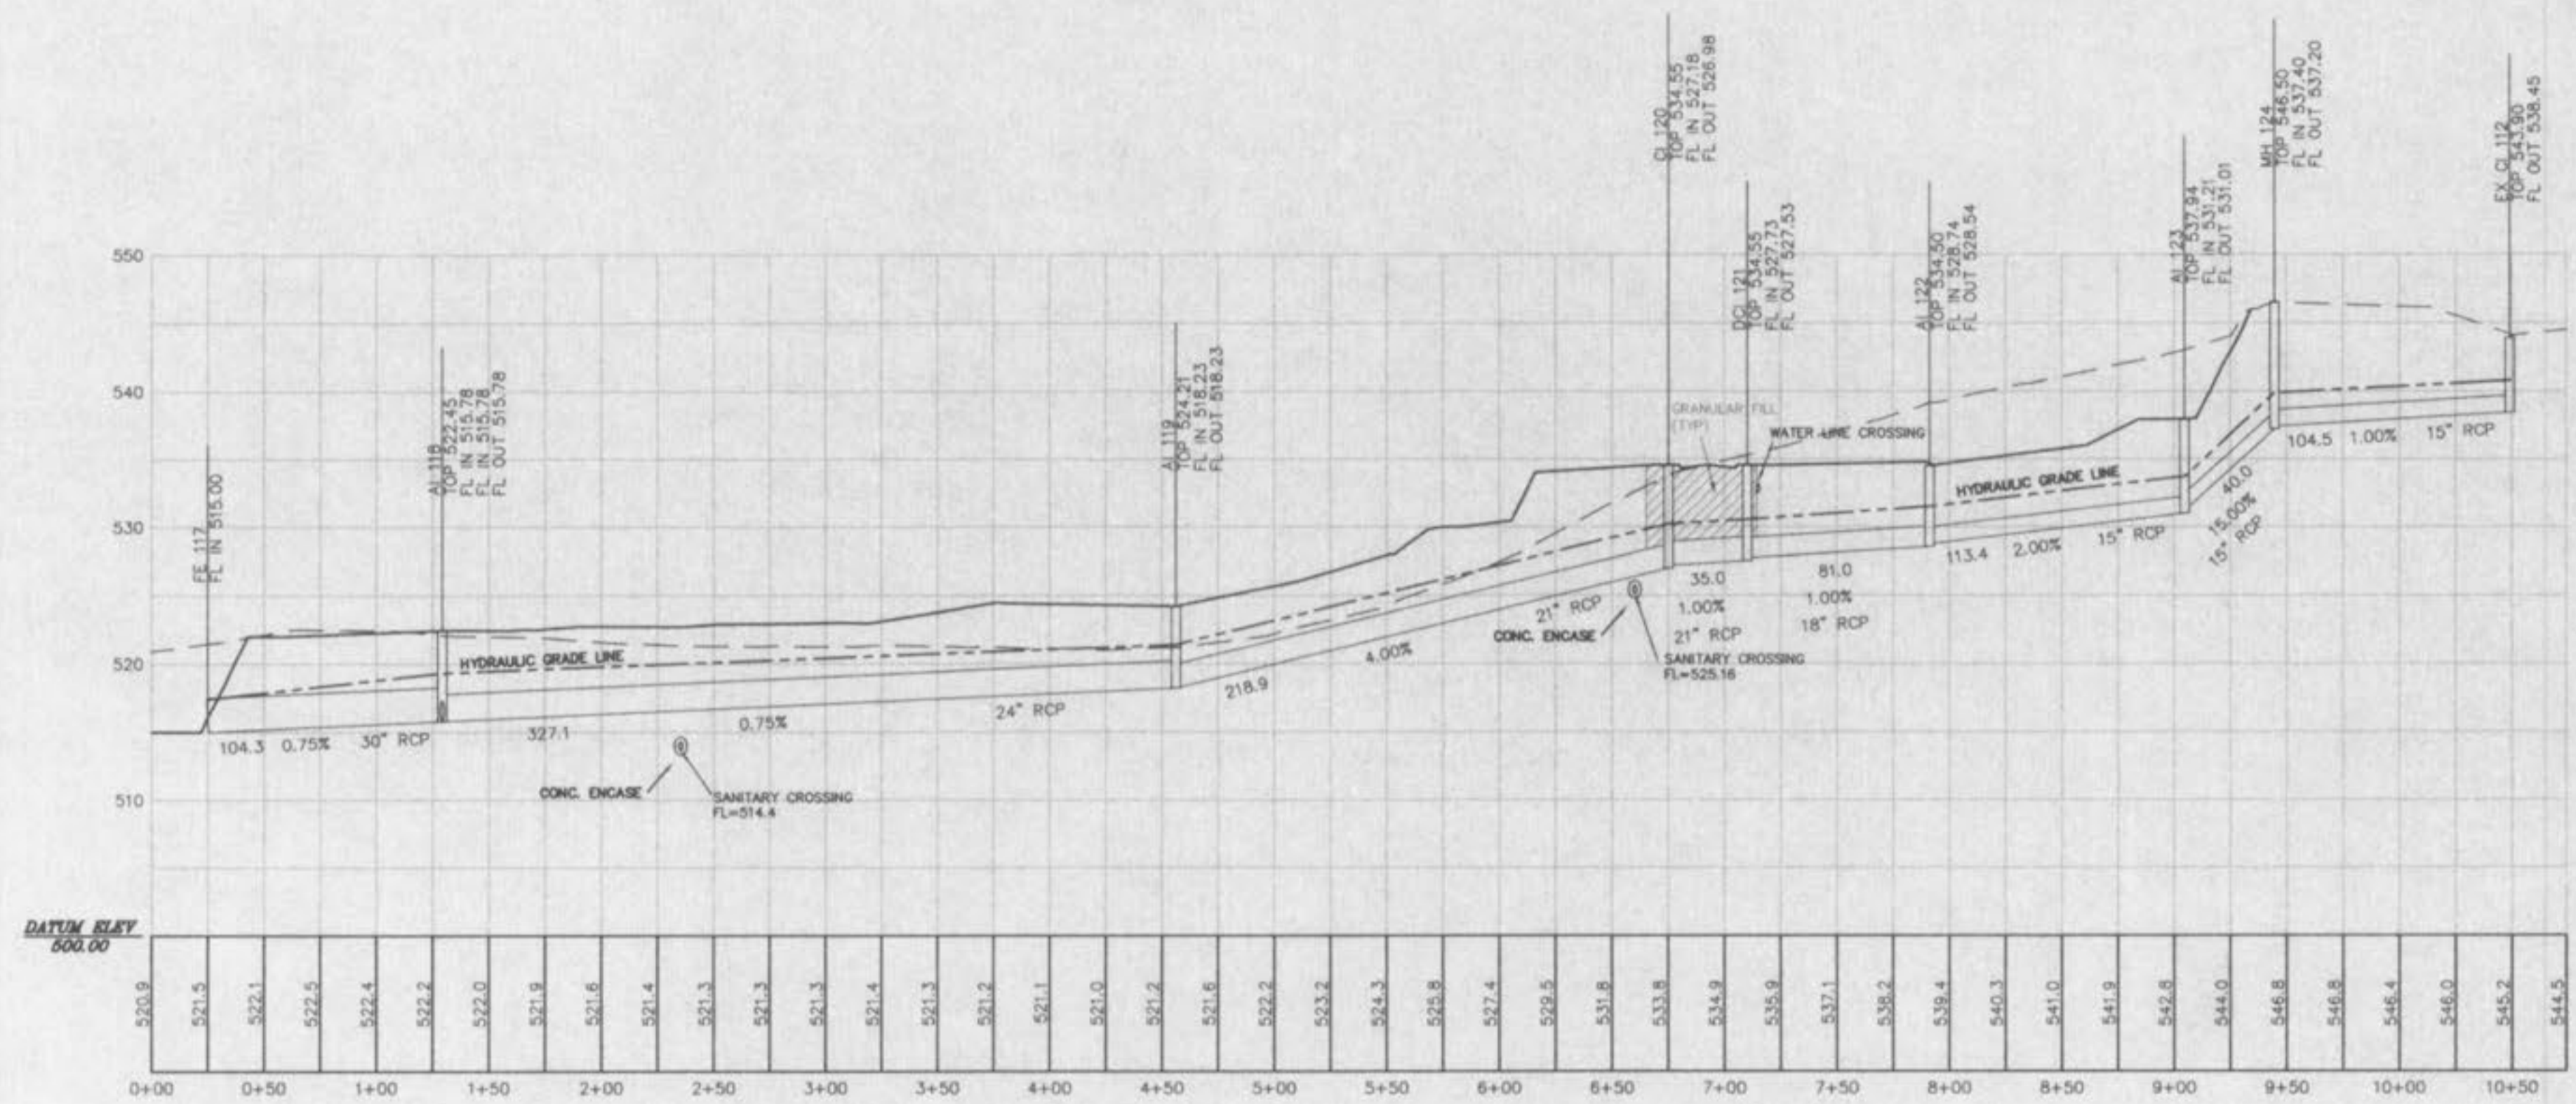 CI 120
TOP 534.55
FL IN 527.18
FL OUT 526.98
MH 124
TOP 546.50
FL IN 537.40
FL OUT 537.20
EX CI 112
TOP 543.90
FL OUT 538.45
DCI 121
TOP 534.55
FL IN 527.73
FL OUT 527.53
AI 122
TOP 534.50
FL IN 528.74
FL OUT 528.54
AI 123
TOP 537.94
FL IN 531.21
FL OUT 531.01
AI 118
TOP 522.45
FL IN 515.78
FL IN 515.78
FL OUT 515.78
AI 119
TOP 524.21
FL IN 518.23
FL OUT 518.23
FE 117
FL IN 515.00
550
540
530
520
510
GRANULAR FILL
(TYP)
WATER LINE CROSSING
HYDRAULIC GRADE LINE
HYDRAULIC GRADE LINE
104.3 0.75% 30" RCP
327.1 0.75% 24" RCP
218.9 4.00% 21" RCP
35.0
1.00%
21" RCP
81.0
1.00%
18" RCP
113.4 2.00% 15" RCP
40.0
15.00%
15" RCP
104.5 1.00% 15" RCP
CONC. ENCASE
SANITARY CROSSING
FL=514.4
CONC. ENCASE
SANITARY CROSSING
FL=525.16
DATUM ELEV
500.00
520.9 521.5 522.1 522.5 522.4 522.2 522.0 521.9 521.6 521.4 521.3 521.3 521.3 521.4 521.3 521.2 521.1 521.0 521.2 521.6 522.2 523.2 524.3 525.8 527.4 529.5 531.8 533.8 534.9 535.9 537.1 538.2 539.4 540.3 541.0 541.9 542.8 544.0 546.8 546.8 546.4 546.0 545.2 544.5
0+00 0+50 1+00 1+50 2+00 2+50 3+00 3+50 4+00 4+50 5+00 5+50 6+00 6+50 7+00 7+50 8+00 8+50 9+00 9+50 10+00 10+50